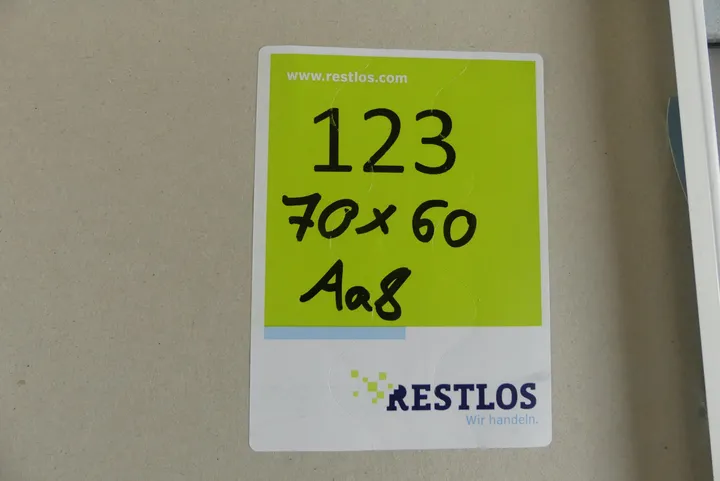 www.restlos.com
123
70x60
Aa8
RESTLOS
Wir handeln.